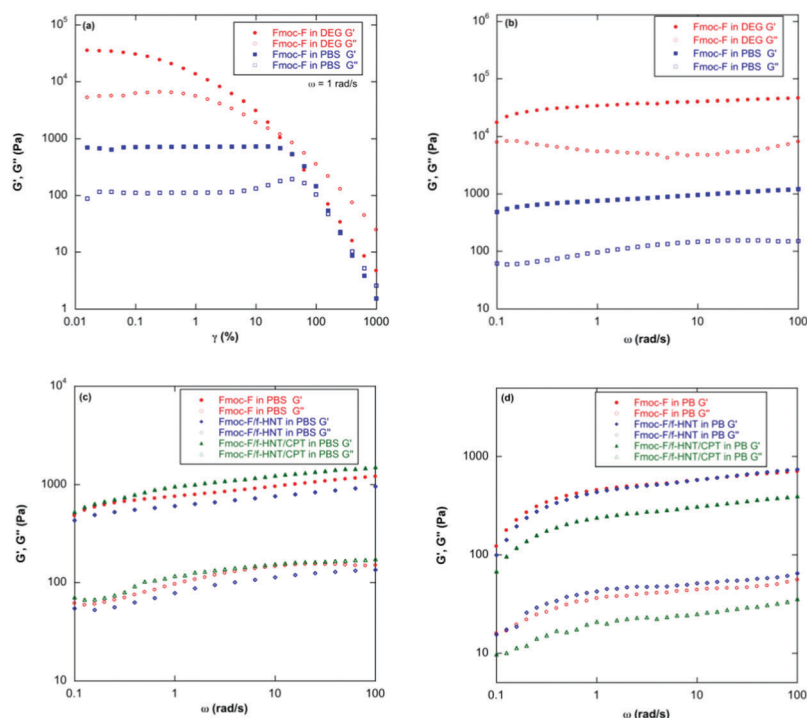 (a)
Fmoc-F in DEG G'
Fmoc-F in DEG G"
Fmoc-F in PBS G'
Fmoc-F in PBS G"
ω = 1 rad/s
G', G" (Pa)
10⁵
10⁴
1000
100
10
1
0.01
0.1
1
10
100
1000
γ (%)
(b)
Fmoc-F in DEG G'
Fmoc-F in DEG G"
Fmoc-F in PBS G'
Fmoc-F in PBS G"
G', G" (Pa)
10⁶
10⁵
10⁴
1000
100
10
0.1
1
10
100
ω (rad/s)
(c)
Fmoc-F in PBS G'
Fmoc-F in PBS G"
Fmoc-F/f-HNT in PBS G'
Fmoc-F/f-HNT in PBS G"
Fmoc-F/f-HNT/CPT in PBS G'
Fmoc-F/f-HNT/CPT in PBS G"
G', G" (Pa)
10⁴
1000
100
10
0.1
1
10
100
ω (rad/s)
(d)
Fmoc-F in PB G'
Fmoc-F in PB G"
Fmoc-F/f-HNT in PB G'
Fmoc-F/f-HNT in PB G"
Fmoc-F/f-HNT/CPT in PB G'
Fmoc-F/f-HNT/CPT in PB G"
G', G" (Pa)
1000
100
10
0.1
1
10
100
ω (rad/s)